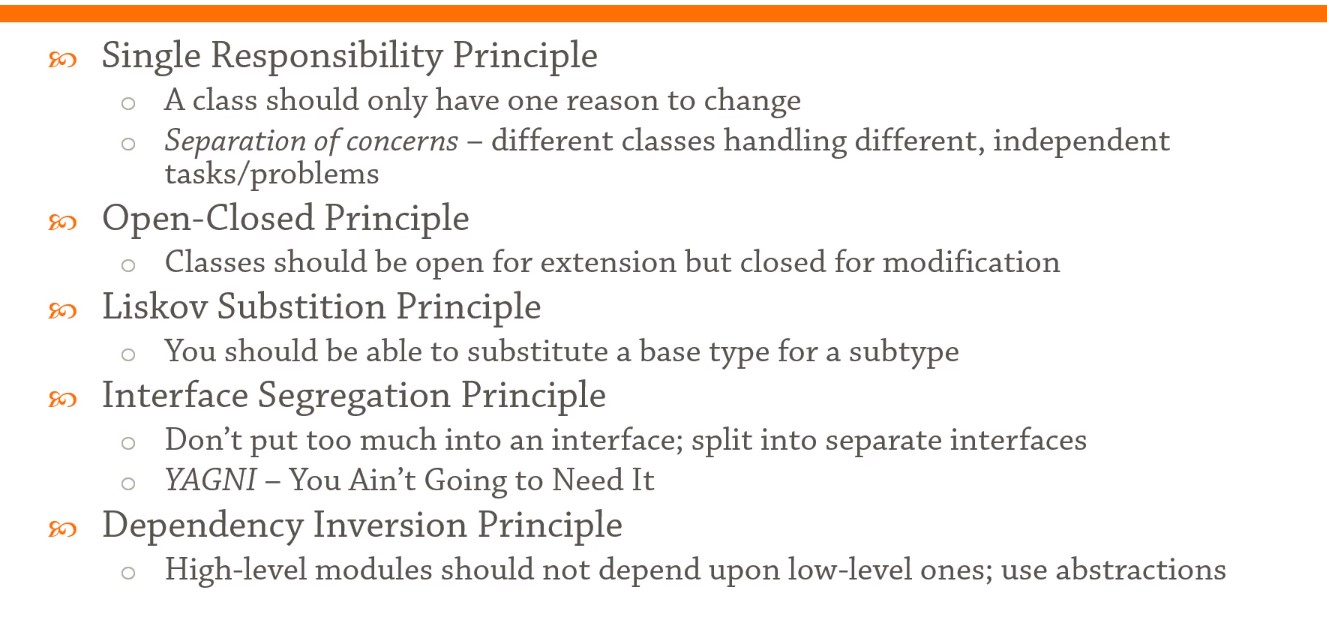 Single Responsibility Principle
A class should only have one reason to change
Separation of concerns – different classes handling different, independent
tasks/problems
Open-Closed Principle
Classes should be open for extension but closed for modification
Liskov Substition Principle
You should be able to substitute a base type for a subtype
Interface Segregation Principle
Don’t put too much into an interface; split into separate interfaces
YAGNI – You Ain’t Going to Need It
Dependency Inversion Principle
High-level modules should not depend upon low-level ones; use abstractions